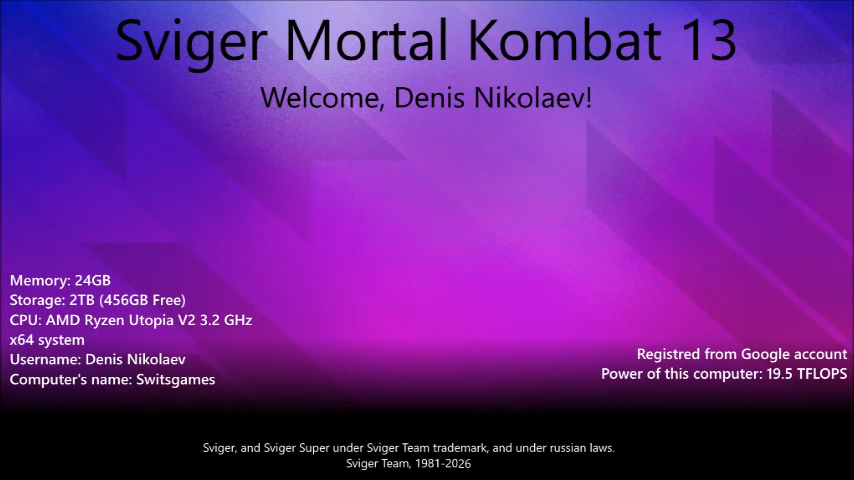 Sviger Mortal Kombat 13
Welcome, Denis Nikolaev!
Memory: 24GB
Storage: 2TB (456GB Free)
CPU: AMD Ryzen Utopia V2 3.2 GHz
x64 system
Username: Denis Nikolaev
Computer's name: Switsgames
Registred from Google account
Power of this computer: 19.5 TFLOPS
Sviger, and Sviger Super under Sviger Team trademark, and under russian laws.
Sviger Team, 1981-2026